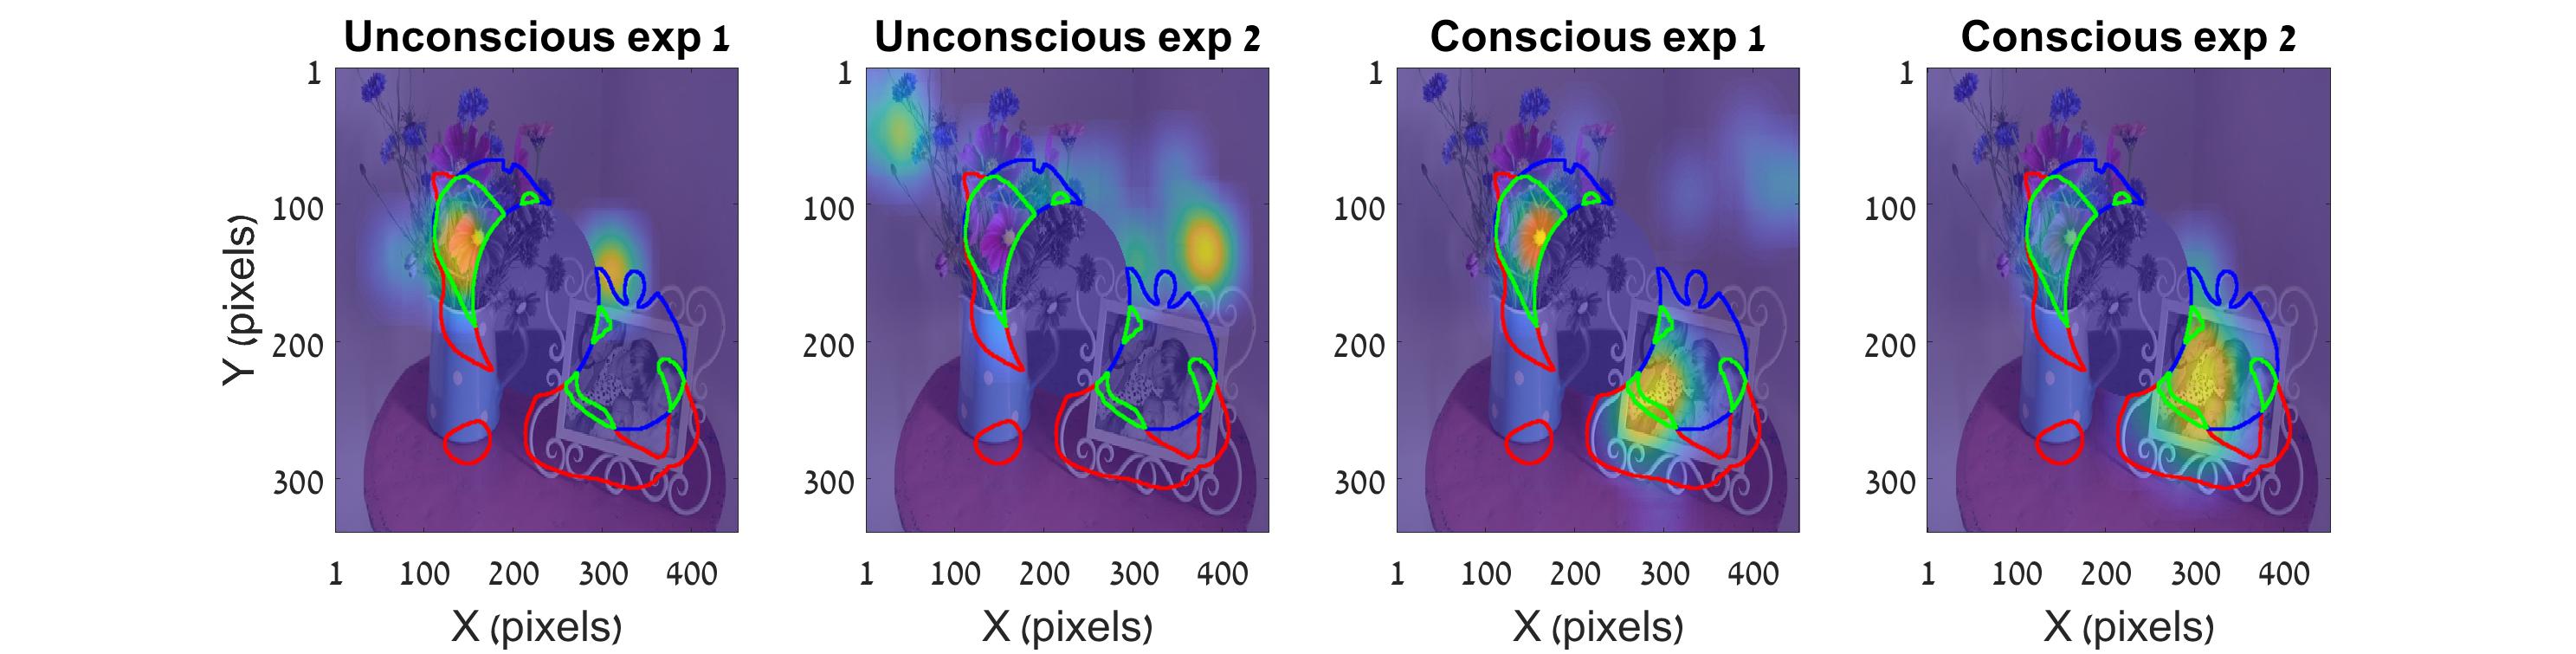 Unconscious exp 1 Unconscious exp 2 Conscious exp 1 Conscious exp 2
1 1 1 1
100 100 100 100
200 200 200 200
300 300 300 300
Y (pixels)
1 100 200 300 400 1 100 200 300 400 1 100 200 300 400 1 100 200 300 400
X (pixels) X (pixels) X (pixels) X (pixels)